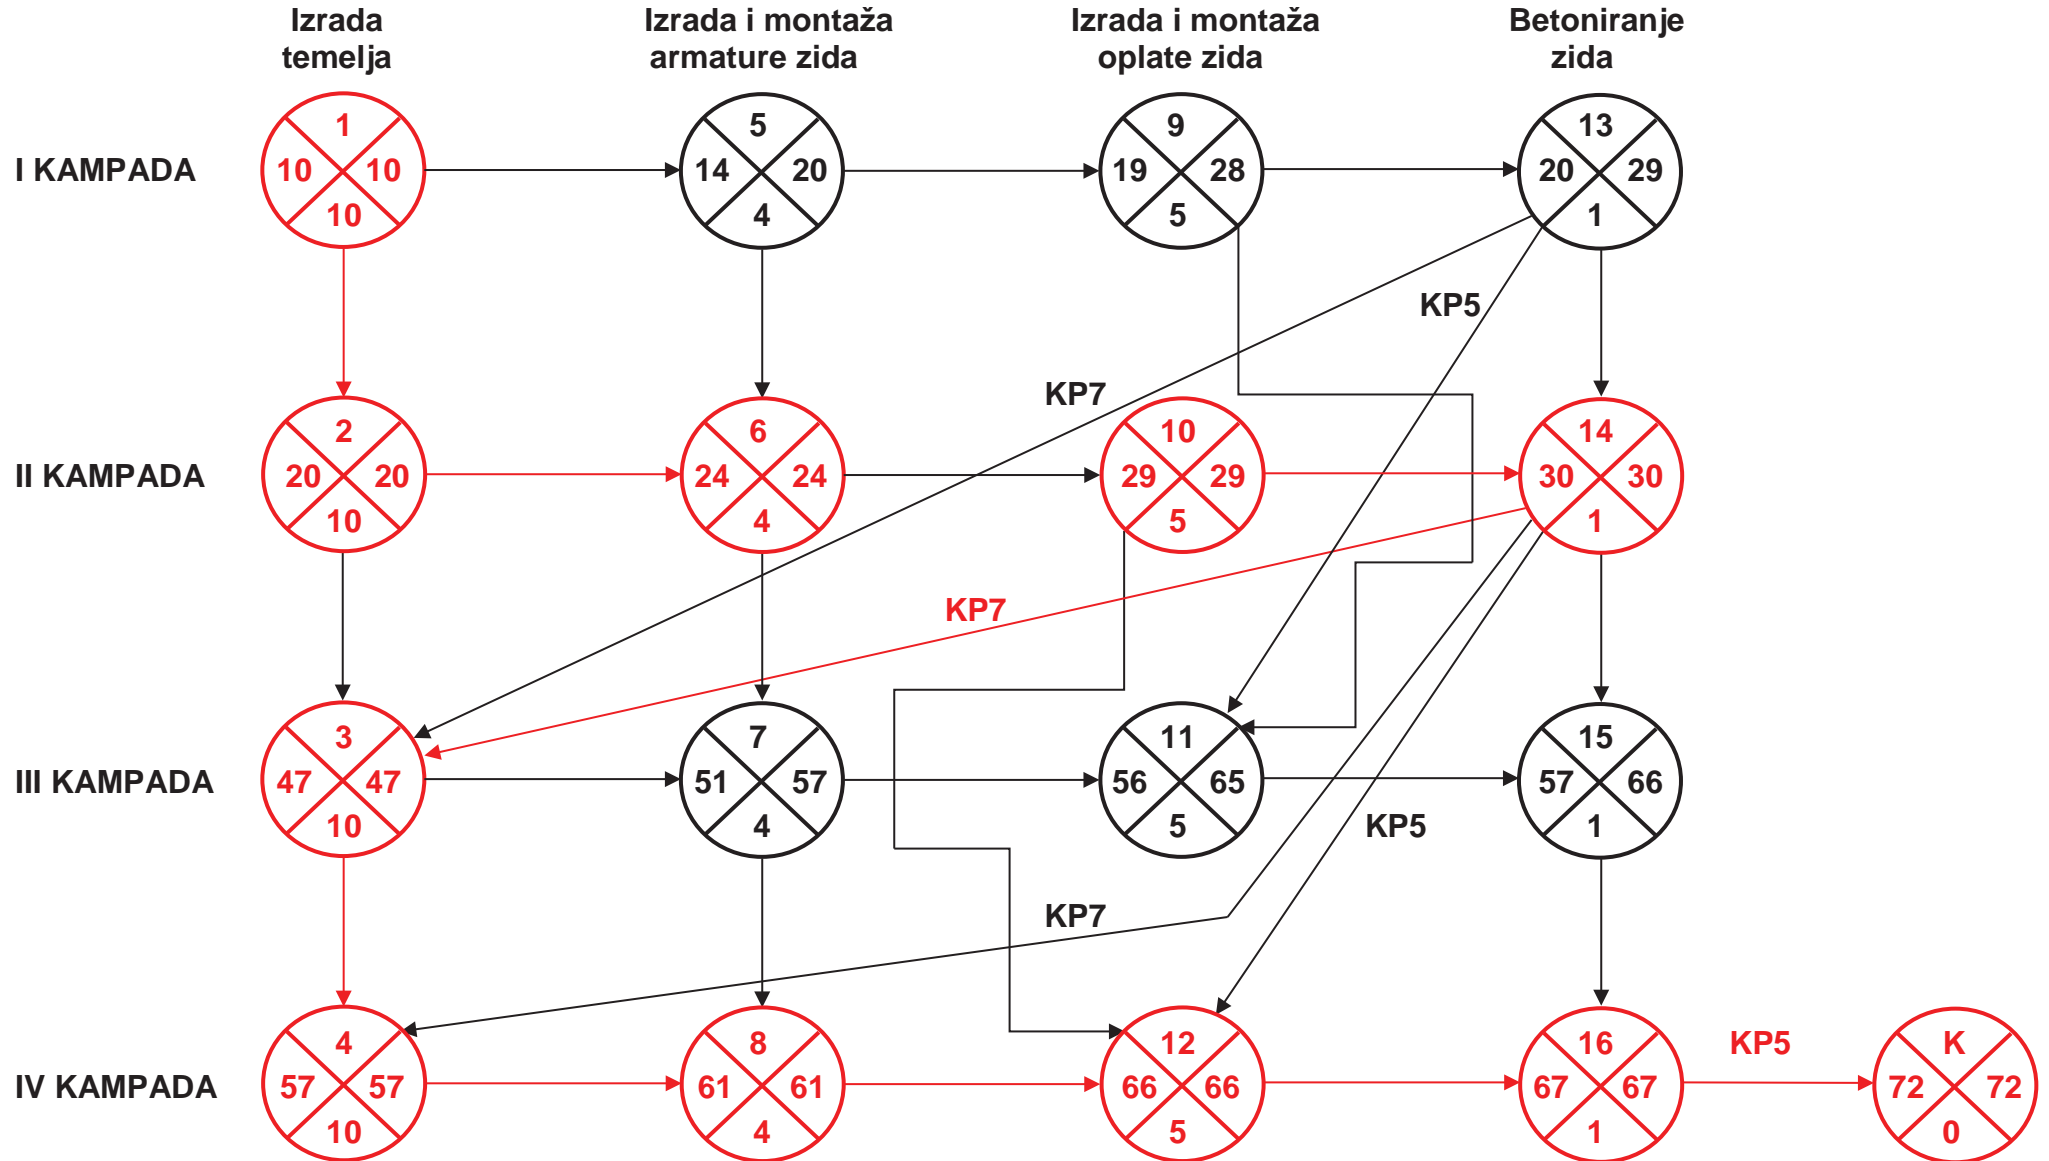 Izrada
temelja
Izrada i montaža
armature zida
Izrada i montaža
oplate zida
Betoniranje
zida
I KAMPADA
1
10 10
10
5
14 20
4
9
19 28
5
13
20 29
1
KP5
KP7
II KAMPADA
2
20 20
10
6
24 24
4
10
29 29
5
14
30 30
1
KP7
III KAMPADA
3
47 47
10
7
51 57
4
11
56 65
5
15
57 66
1
KP5
KP7
IV KAMPADA
4
57 57
10
8
61 61
4
12
66 66
5
16
67 67
1
KP5
K
72 72
0